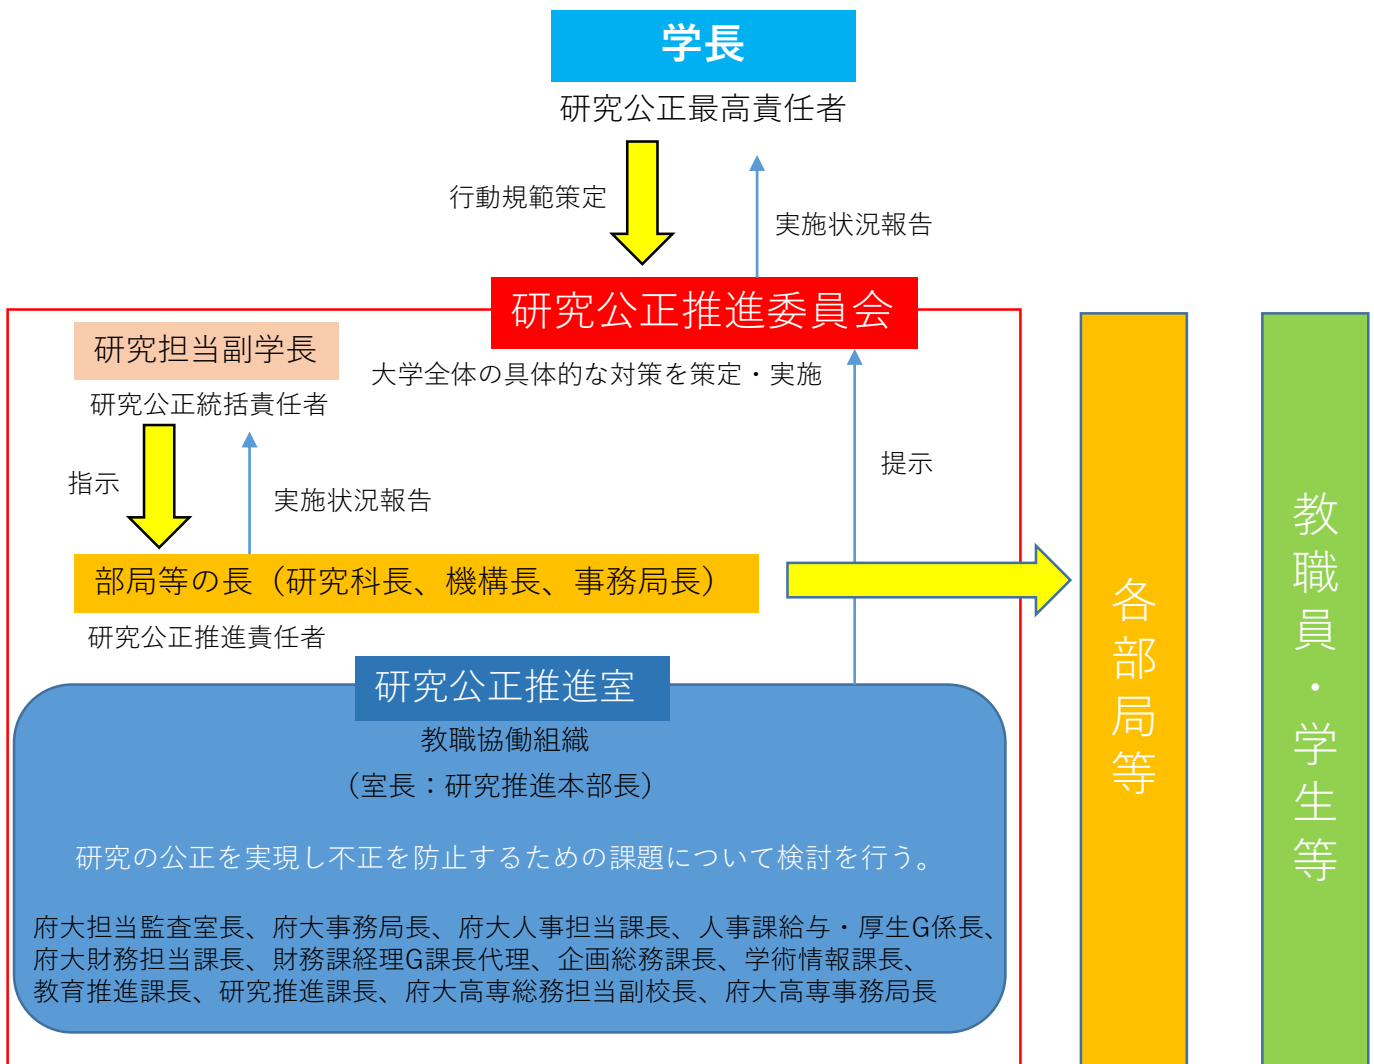 学長
研究公正最高責任者
行動規範策定
実施状況報告
研究公正推進委員会
大学全体の具体的な対策を策定・実施
研究担当副学長
研究公正統括責任者
指示
実施状況報告
提示
部局等の長（研究科長、機構長、事務局長）
研究公正推進責任者
研究公正推進室
教職協働組織
（室長：研究推進本部長）
研究の公正を実現し不正を防止するための課題について検討を行う。
府大担当監査室長、府大事務局長、府大人事担当課長、人事課給与・厚生G係長、
府大財務担当課長、財務課経理G課長代理、企画総務課長、学術情報課長、
教育推進課長、研究推進課長、府大高専総務担当副校長、府大高専事務局長
各部局等
教職員・学生等